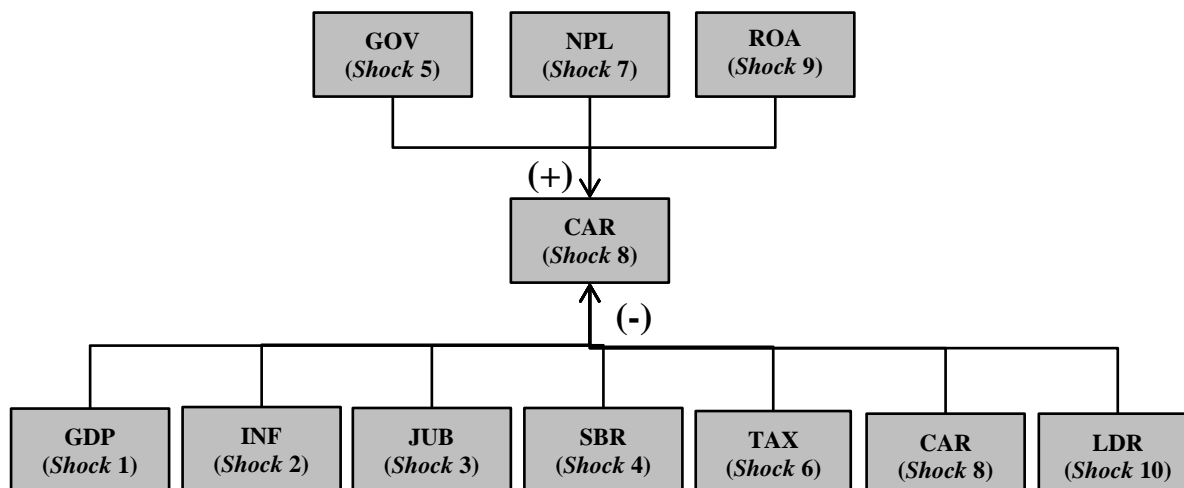 GOV
(Shock 5)
NPL
(Shock 7)
ROA
(Shock 9)
(+)
CAR
(Shock 8)
(-)
GDP
(Shock 1)
INF
(Shock 2)
JUB
(Shock 3)
SBR
(Shock 4)
TAX
(Shock 6)
CAR
(Shock 8)
LDR
(Shock 10)